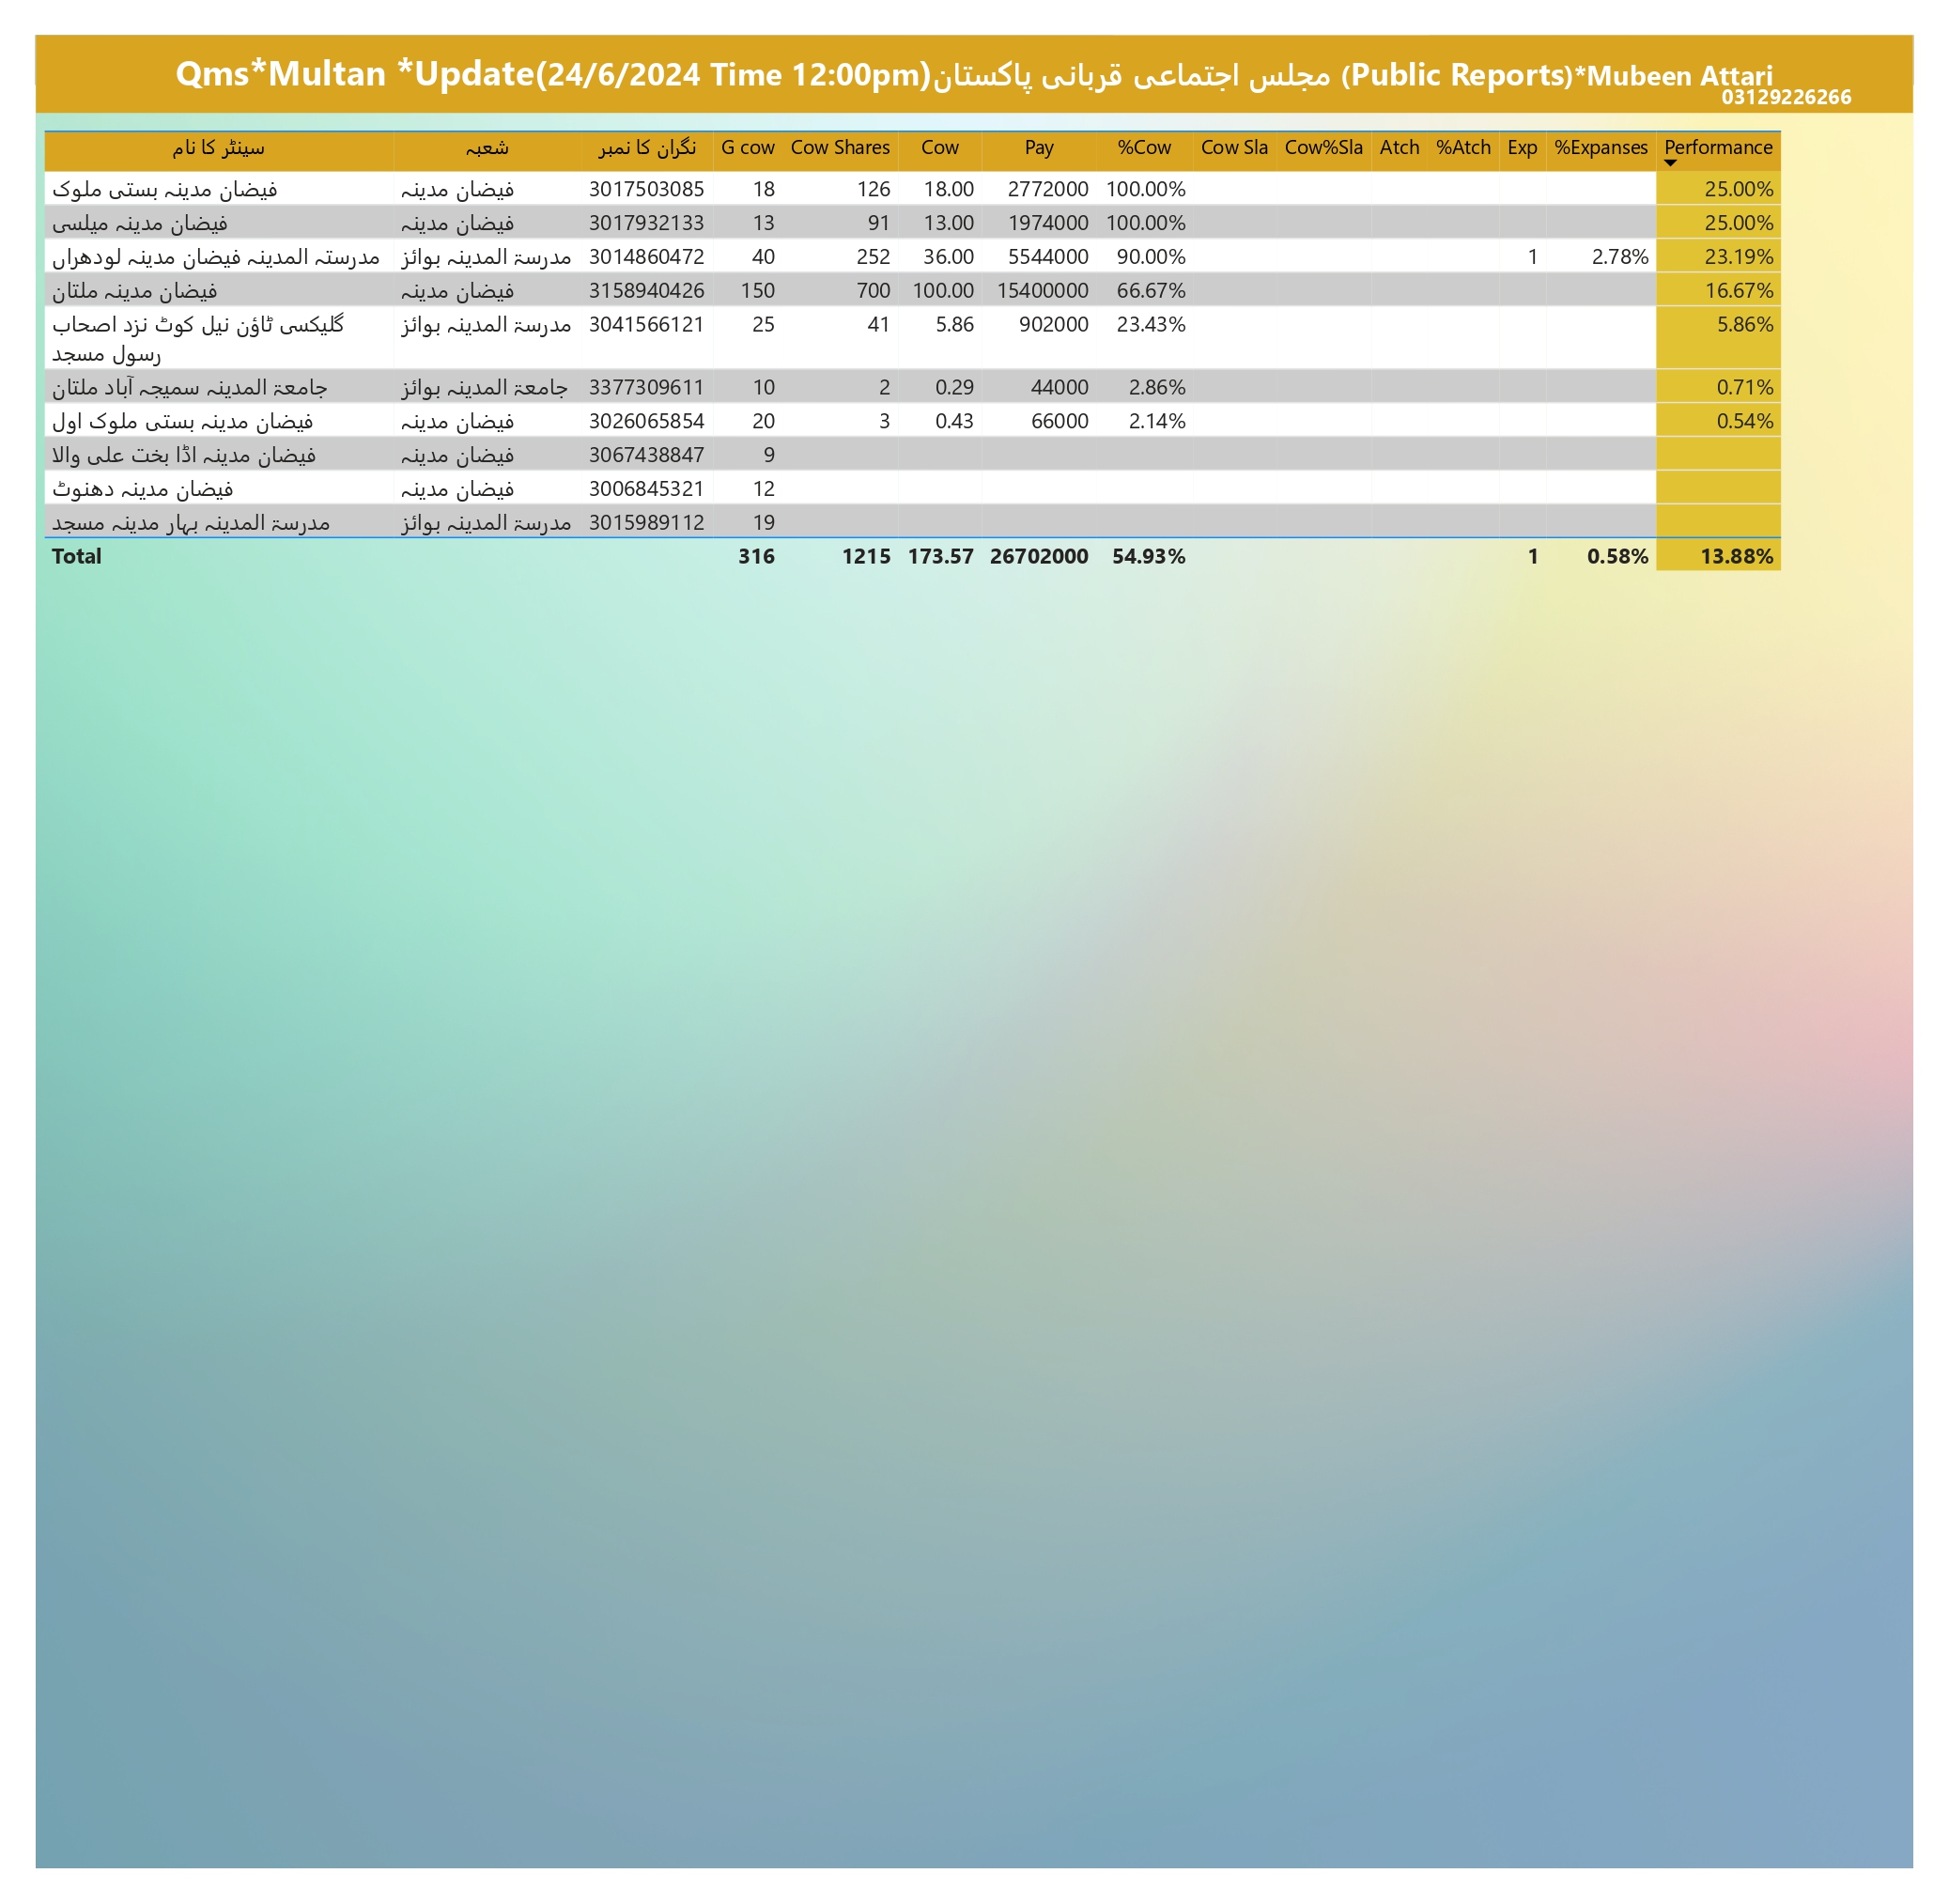 Qms*Multan *Update(24/6/2024 Time 12:00pm)مجلس اجتماعی قربانی پاکستان (Public Reports)*Mubeen Attari
03129226266
سینٹر کا نام شعبہ نگران کا نمبر G cow Cow Shares Cow Pay %Cow Cow Sla Cow%Sla Atch %Atch Exp %Expanses Performance
فیضان مدینہ بستی ملوک فیضان مدینہ 3017503085 18 126 18.00 2772000 100.00% 25.00%
فیضان مدینہ میلسی فیضان مدینہ 3017932133 13 91 13.00 1974000 100.00% 25.00%
مدرستہ المدینہ فیضان مدینہ لودھراں مدرسۃ المدینہ بوائز 3014860472 40 252 36.00 5544000 90.00% 1 2.78% 23.19%
فیضان مدینہ ملتان فیضان مدینہ 3158940426 150 700 100.00 15400000 66.67% 16.67%
گلیکسی ٹاؤن نیل کوٹ نزد اصحاب مدرسۃ المدینہ بوائز 3041566121 25 41 5.86 902000 23.43% 5.86%
رسول مسجد
جامعۃ المدینہ سمیجہ آباد ملتان جامعۃ المدینہ بوائز 3377309611 10 2 0.29 44000 2.86% 0.71%
فیضان مدینہ بستی ملوک اول فیضان مدینہ 3026065854 20 3 0.43 66000 2.14% 0.54%
فیضان مدینہ اڈا بخت علی والا فیضان مدینہ 3067438847 9
فیضان مدینہ دھنوٹ فیضان مدینہ 3006845321 12
مدرسۃ المدینہ بہار مدینہ مسجد مدرسۃ المدینہ بوائز 3015989112 19
Total 316 1215 173.57 26702000 54.93% 1 0.58% 13.88%